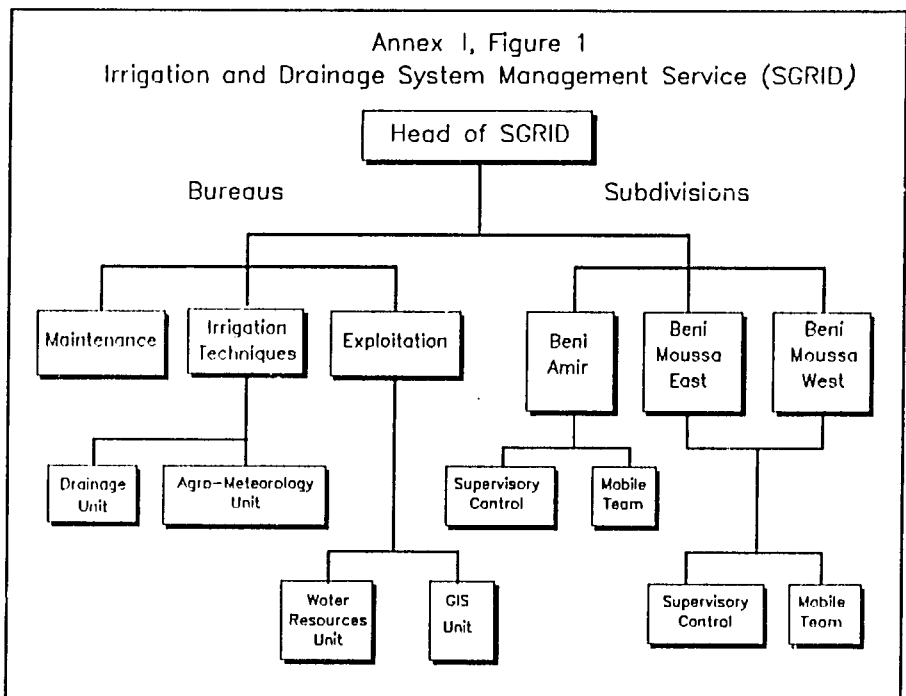 Annex I, Figure 1
Irrigation and Drainage System Management Service (SGRID)
Head of SGRID
Bureaus
Subdivisions
Maintenance
Irrigation
Techniques
Exploitation
Beni
Amir
Beni
Moussa
East
Beni
Moussa
West
Drainage
Unit
Agro-Meteorology
Unit
Supervisory
Control
Mobile
Team
Water
Resources
Unit
GIS
Unit
Supervisory
Control
Mobile
Team